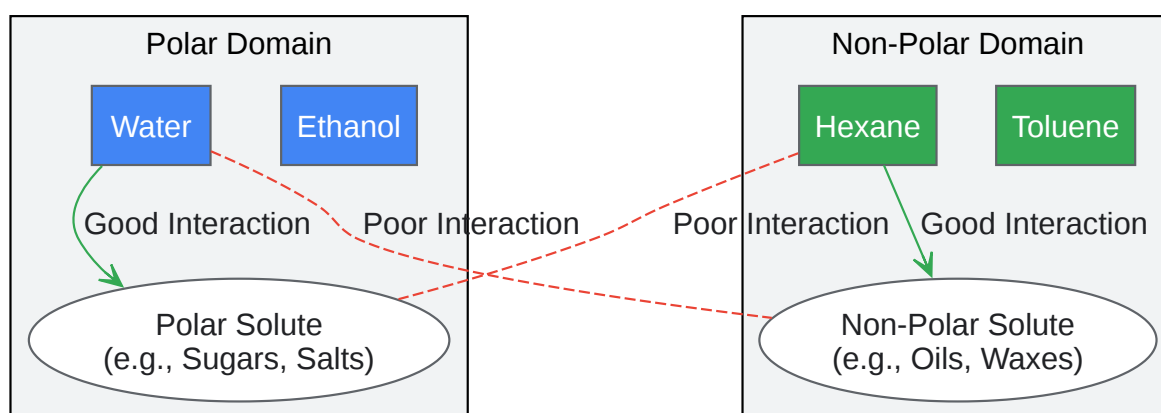 Polar Domain
Non-Polar Domain
Water
Ethanol
Hexane
Toluene
Good Interaction
Poor Interaction
Poor Interaction
Good Interaction
Polar Solute
(e.g., Sugars, Salts)
Non-Polar Solute
(e.g., Oils, Waxes)